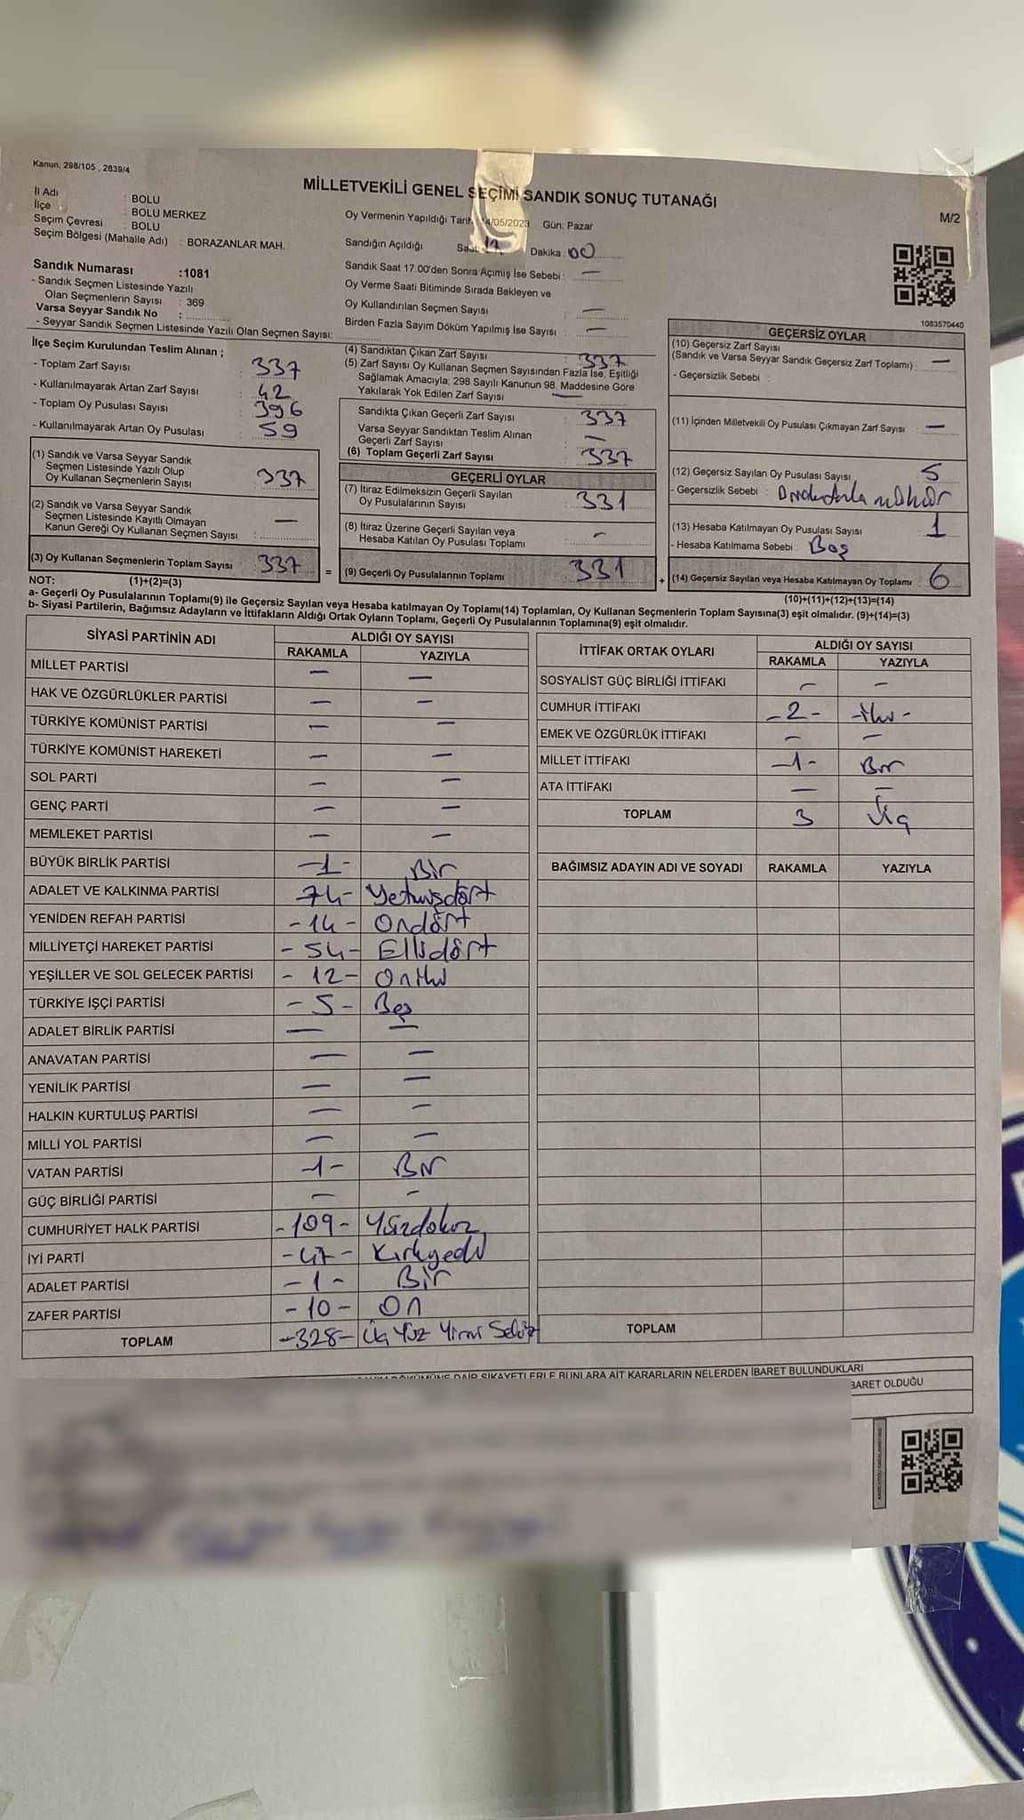 Kanun, 298/105 , 2839/4
MİLLETVEKİLİ GENEL SEÇİMİ SANDIK SONUÇ TUTANAĞI
M/2
İl Adı : BOLU
İlçe : BOLU MERKEZ
Seçim Çevresi : BOLU
Seçim Bölgesi (Mahalle Adı) : BORAZANLAR MAH.
Sandık Numarası :1081
- Sandık Seçmen Listesinde Yazılı
Olan Seçmenlerin Sayısı : 369
Varsa Seyyar Sandık No :
- Seyyar Sandık Seçmen Listesinde Yazılı Olan Seçmen Sayısı:
Oy Vermenin Yapıldığı Tarih 14/05/2023 Gün: Pazar
Sandığın Açıldığı Saat 17 Dakika : 00
Sandık Saat 17.00'den Sonra Açımış İse Sebebi : —
Oy Verme Saati Bitiminde Sırada Bekleyen ve
Oy Kullandırılan Seçmen Sayısı —
Birden Fazla Sayım Döküm Yapılmış İse Sayısı —
1083570440
İlçe Seçim Kurulundan Teslim Alınan ;
- Toplam Zarf Sayısı : 337
- Kullanılmayarak Artan Zarf Sayısı : 42
- Toplam Oy Pusulası Sayısı : 396
- Kullanılmayarak Artan Oy Pusulası : 59
(1) Sandık ve Varsa Seyyar Sandık
Seçmen Listesinde Yazılı Olup
Oy Kullanan Seçmenlerin Sayısı : 337
(2) Sandık ve Varsa Seyyar Sandık
Seçmen Listesinde Kayıtlı Olmayan
Kanun Gereği Oy Kullanan Seçmen Sayısı : —
(3) Oy Kullanan Seçmenlerin Toplam Sayısı 337
(4) Sandıktan Çıkan Zarf Sayısı : 337
(5) Zarf Sayısı Oy Kullanan Seçmen Sayısından Fazla İse, Eşitliği
Sağlamak Amacıyla; 298 Sayılı Kanunun 98. Maddesine Göre
Yakılarak Yok Edilen Zarf Sayısı —
Sandıkta Çıkan Geçerli Zarf Sayısı : 337
Varsa Seyyar Sandıktan Teslim Alınan
Geçerli Zarf Sayısı : —
(6) Toplam Geçerli Zarf Sayısı : 337
GEÇERLİ OYLAR
(7) İtiraz Edilmeksizin Geçerli Sayılan
Oy Pusulalarının Sayısı : 331
(8) İtiraz Üzerine Geçerli Sayılan veya
Hesaba Katılan Oy Pusulası Toplamı : —
= (9) Geçerli Oy Pusulalarının Toplamı 331
GEÇERSİZ OYLAR
(10) Geçersiz Zarf Sayısı
(Sandık ve Varsa Seyyar Sandık Geçersiz Zarf Toplamı) : —
- Geçersizlik Sebebi :
(11) İçinden Milletvekili Oy Pusulası Çıkmayan Zarf Sayısı —
(12) Geçersiz Sayılan Oy Pusulası Sayısı 5
- Geçersizlik Sebebi : mühür
(13) Hesaba Katılmayan Oy Pusulası Sayısı 1
- Hesaba Katılmama Sebebi : Boş
+ (14) Geçersiz Sayılan veya Hesaba Katılmayan Oy Toplamı : 6
NOT: (1)+(2)=(3)
(10)+(11)+(12)+(13)=(14)
a- Geçerli Oy Pusulalarının Toplamı(9) ile Geçersiz Sayılan veya Hesaba katılmayan Oy Toplamı(14) Toplamları, Oy Kullanan Seçmenlerin Toplam Sayısına(3) eşit olmalıdır. (9)+(14)=(3)
b- Siyasi Partilerin, Bağımsız Adayların ve İttifakların Aldığı Ortak Oyların Toplamı, Geçerli Oy Pusulalarının Toplamına(9) eşit olmalıdır.
SİYASİ PARTİNİN ADI ALDIĞI OY SAYISI
RAKAMLA YAZIYLA
MİLLET PARTİSİ — —
HAK VE ÖZGÜRLÜKLER PARTİSİ — —
TÜRKİYE KOMÜNİST PARTİSİ — —
TÜRKİYE KOMÜNİST HAREKETİ — —
SOL PARTİ — —
GENÇ PARTİ — —
MEMLEKET PARTİSİ — —
BÜYÜK BİRLİK PARTİSİ -1- Bir
ADALET VE KALKINMA PARTİSİ 74- Yetmişdört
YENİDEN REFAH PARTİSİ -14- Ondört
MİLLİYETÇİ HAREKET PARTİSİ -54- Ellidört
YEŞİLLER VE SOL GELECEK PARTİSİ -12- Oniki
TÜRKİYE İŞÇİ PARTİSİ -5- Beş
ADALET BİRLİK PARTİSİ — —
ANAVATAN PARTİSİ — —
YENİLİK PARTİSİ — —
HALKIN KURTULUŞ PARTİSİ — —
MİLLİ YOL PARTİSİ — —
VATAN PARTİSİ -1- Bir
GÜÇ BİRLİĞİ PARTİSİ — —
CUMHURİYET HALK PARTİSİ -109- Yüzdokuz
İYİ PARTİ -47- Kırkyedi
ADALET PARTİSİ -1- Bir
ZAFER PARTİSİ -10- On
TOPLAM -328- Üç Yüz Yirmi Sekiz
İTTİFAK ORTAK OYLARI ALDIĞI OY SAYISI
RAKAMLA YAZIYLA
SOSYALİST GÜÇ BİRLİĞİ İTTİFAKI — —
CUMHUR İTTİFAKI -2- -İki-
EMEK VE ÖZGÜRLÜK İTTİFAKI — —
MİLLET İTTİFAKI -1- Bir
ATA İTTİFAKI — —
TOPLAM 3 Üç
BAĞIMSIZ ADAYIN ADI VE SOYADI RAKAMLA YAZIYLA
TOPLAM
DAİR ŞİKAYETLERLE BUNLARA AİT KARARLARIN NELERDEN İBARET BULUNDUKLARI
BARET OLDUĞU